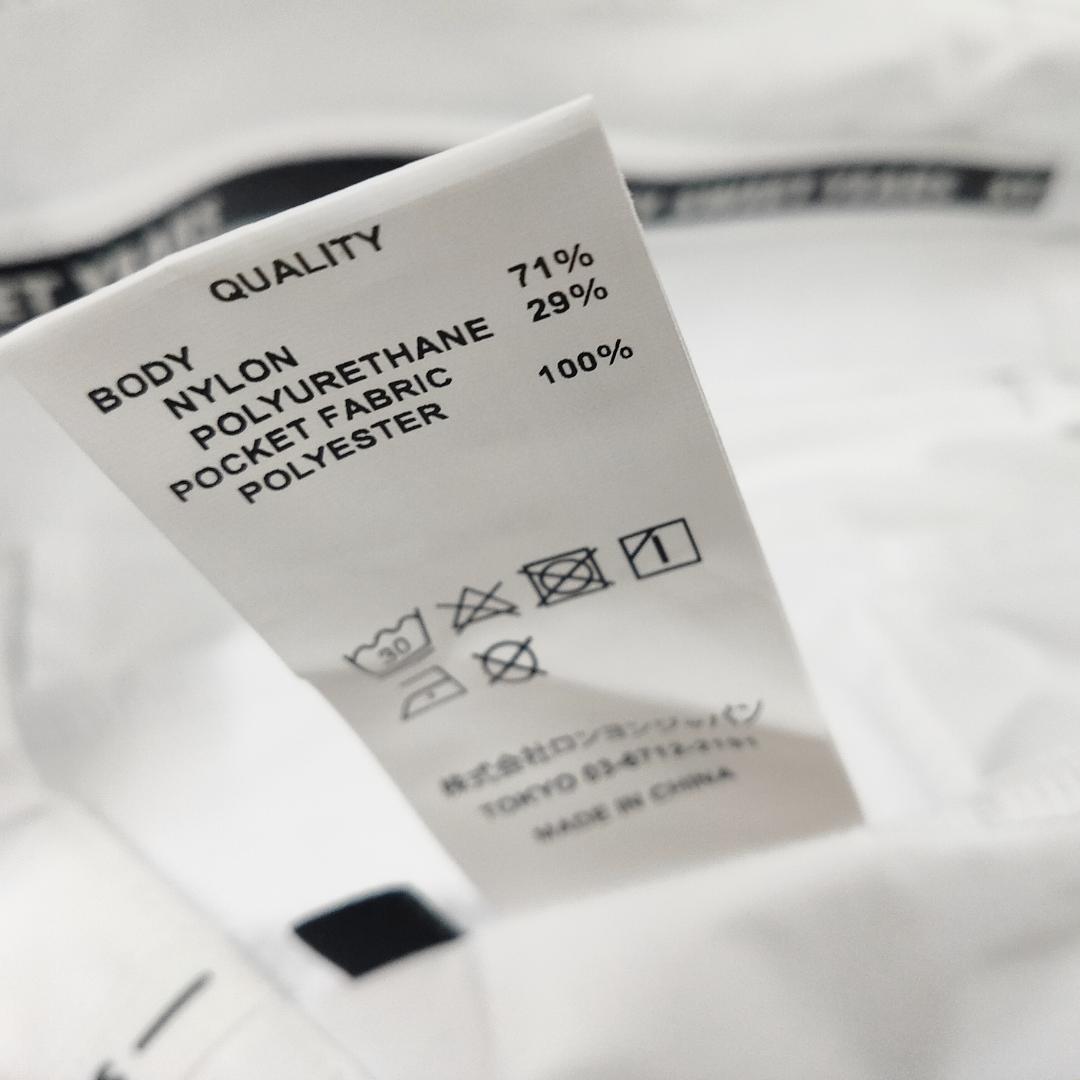 QUALITY
BODY
NYLON 71%
POLYURETHANE 29%
POCKET FABRIC
POLYESTER 100%
30
株式会社ロンヨンジャパン
TOKYO 03-6712-
MADE IN CHINA